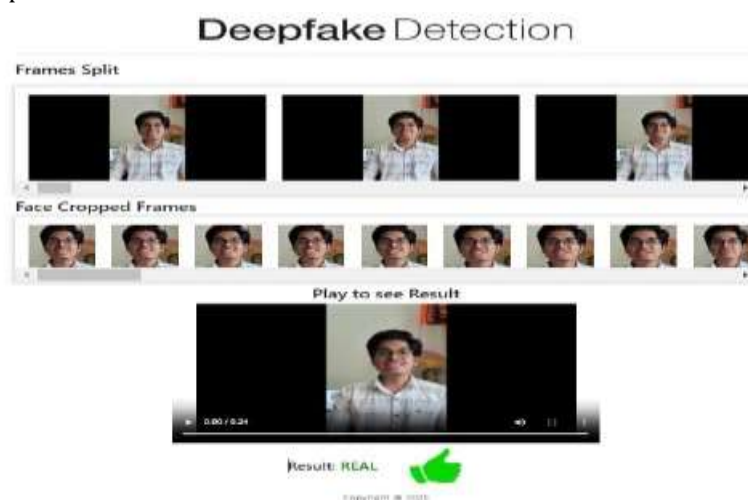 Deepfake Detection
Frames Split
Face Cropped Frames
Play to see Result
0:00 / 0:24
Result: REAL